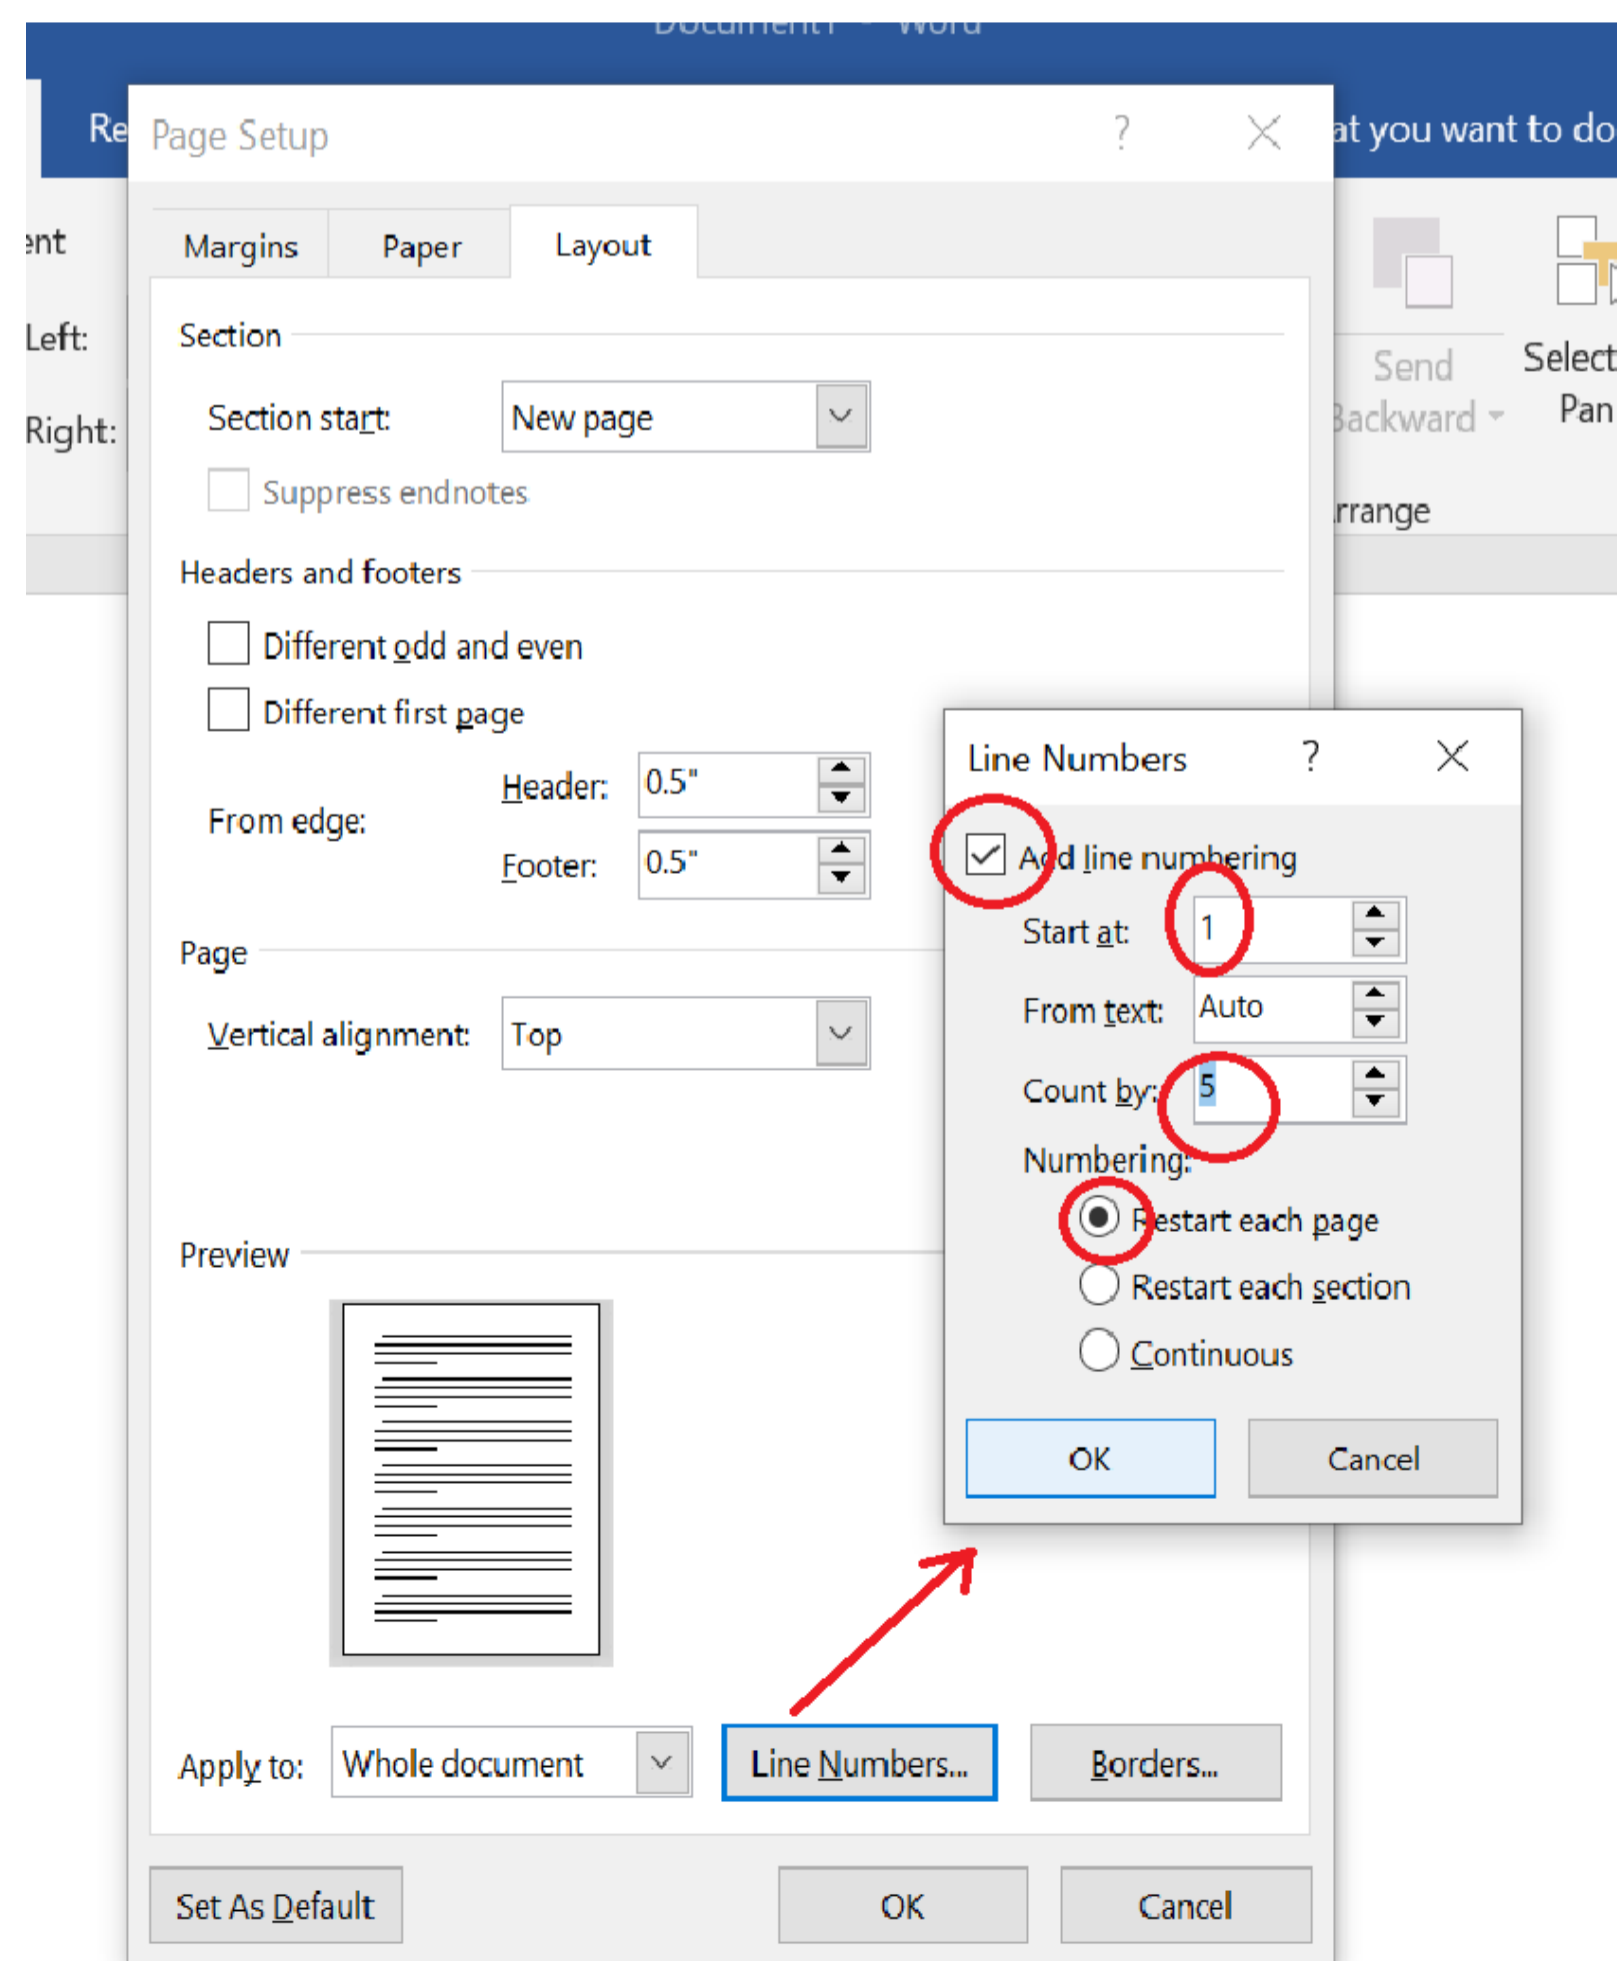 Document1 - Word
Re
at you want to do
Page Setup ? ×
Margins Paper Layout
ent
Left:
Right:
Send
Backward
Select
Pan
rrange
Section
Section start: New page
Suppress endnotes
Headers and footers
Different odd and even
Different first page
From edge:
Header: 0.5"
Footer: 0.5"
Page
Vertical alignment: Top
Preview
Apply to: Whole document Line Numbers... Borders...
Set As Default OK Cancel
Line Numbers ? ×
Add line numbering
Start at: 1
From text: Auto
Count by: 5
Numbering:
Restart each page
Restart each section
Continuous
OK Cancel